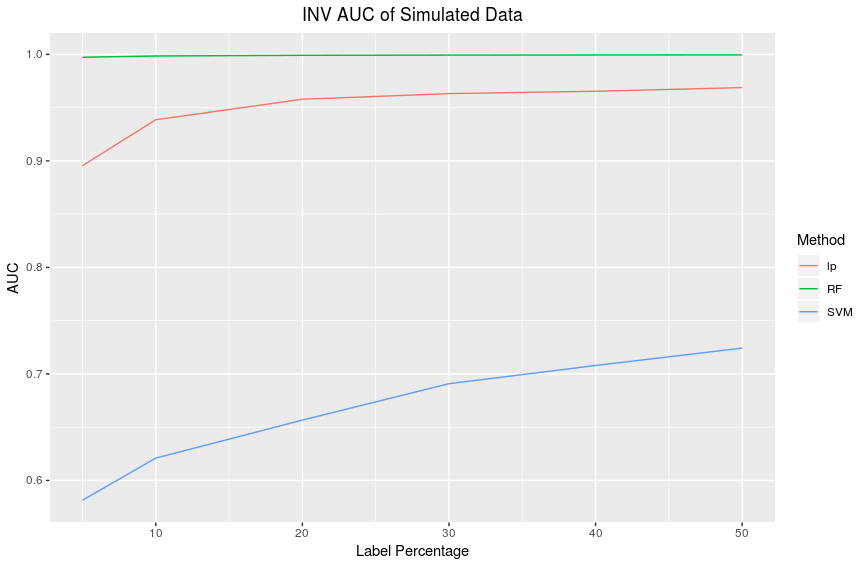 INV AUC of Simulated Data
1.0
0.9
0.8
0.7
0.6
AUC
10 20 30 40 50
Label Percentage
Method
lp
RF
SVM